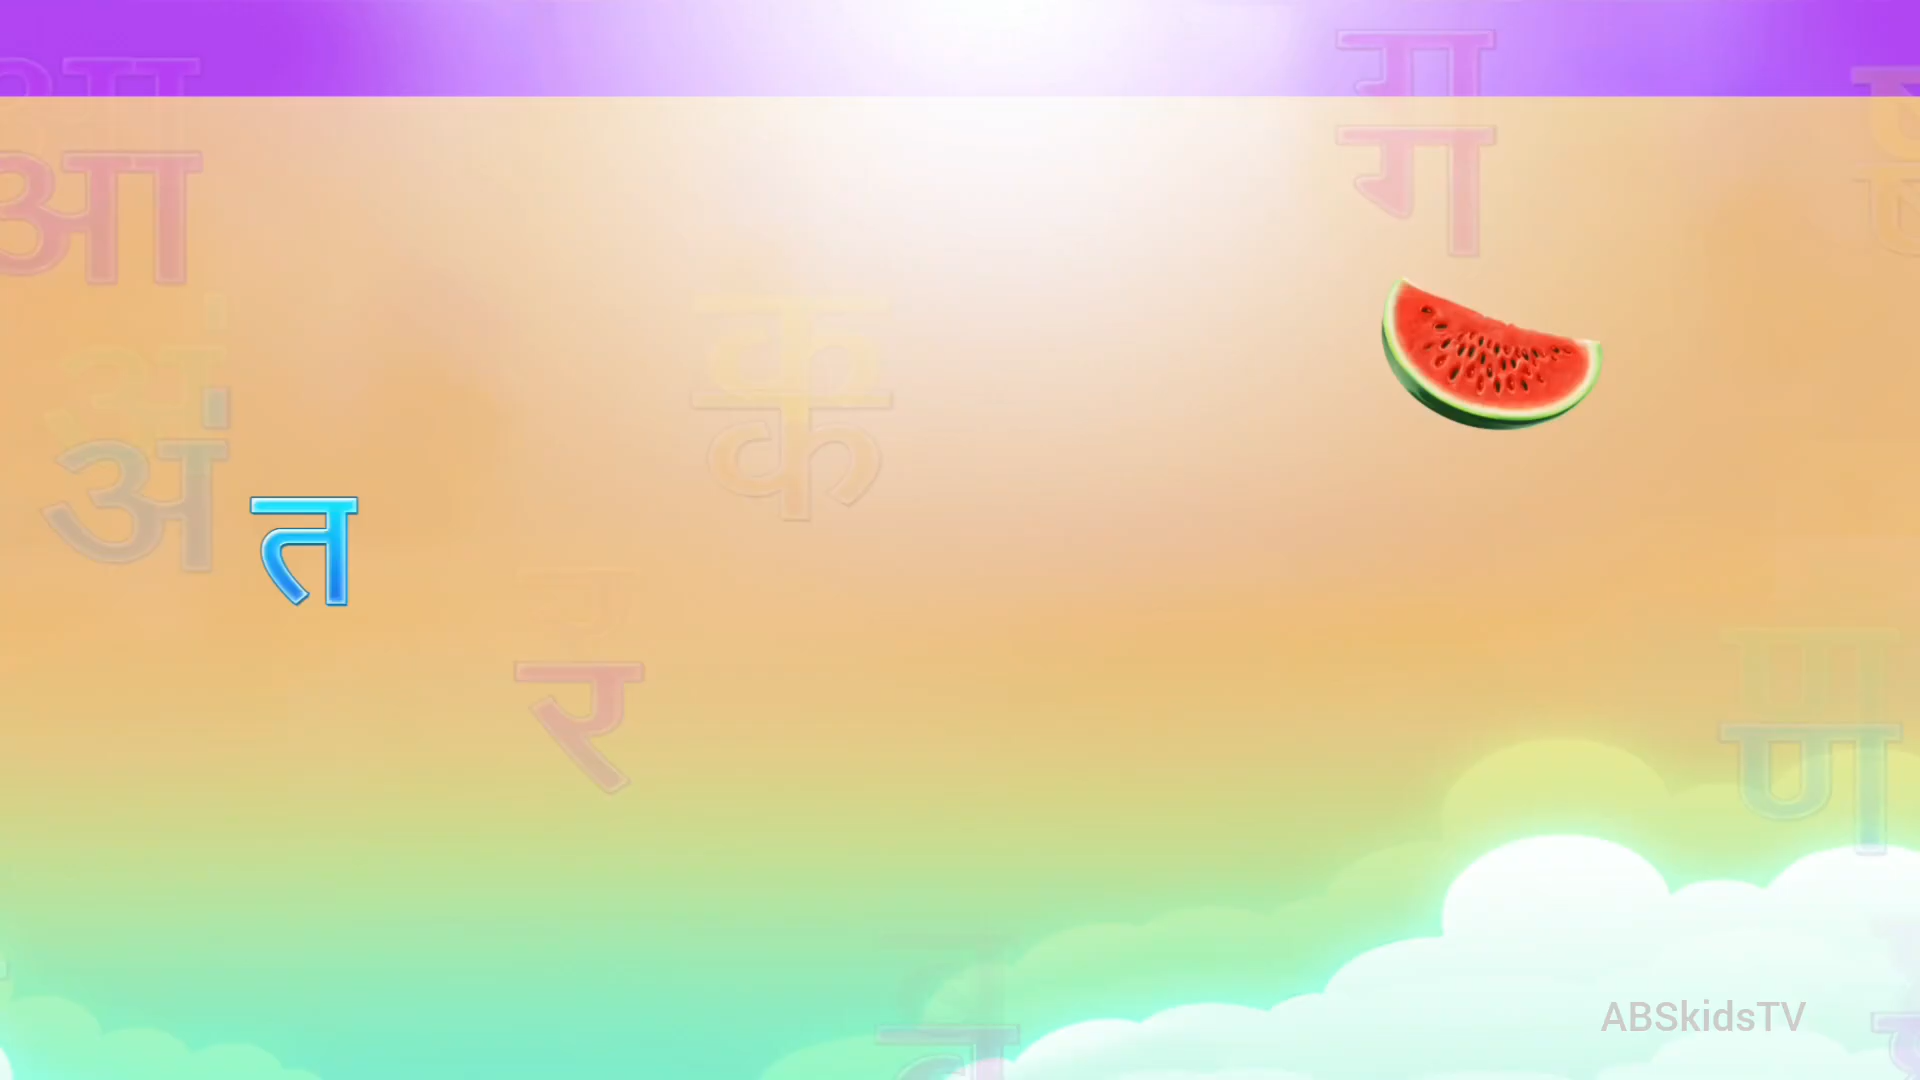 आ
ग
अं
क
त
र
ण
ABSkidsTV